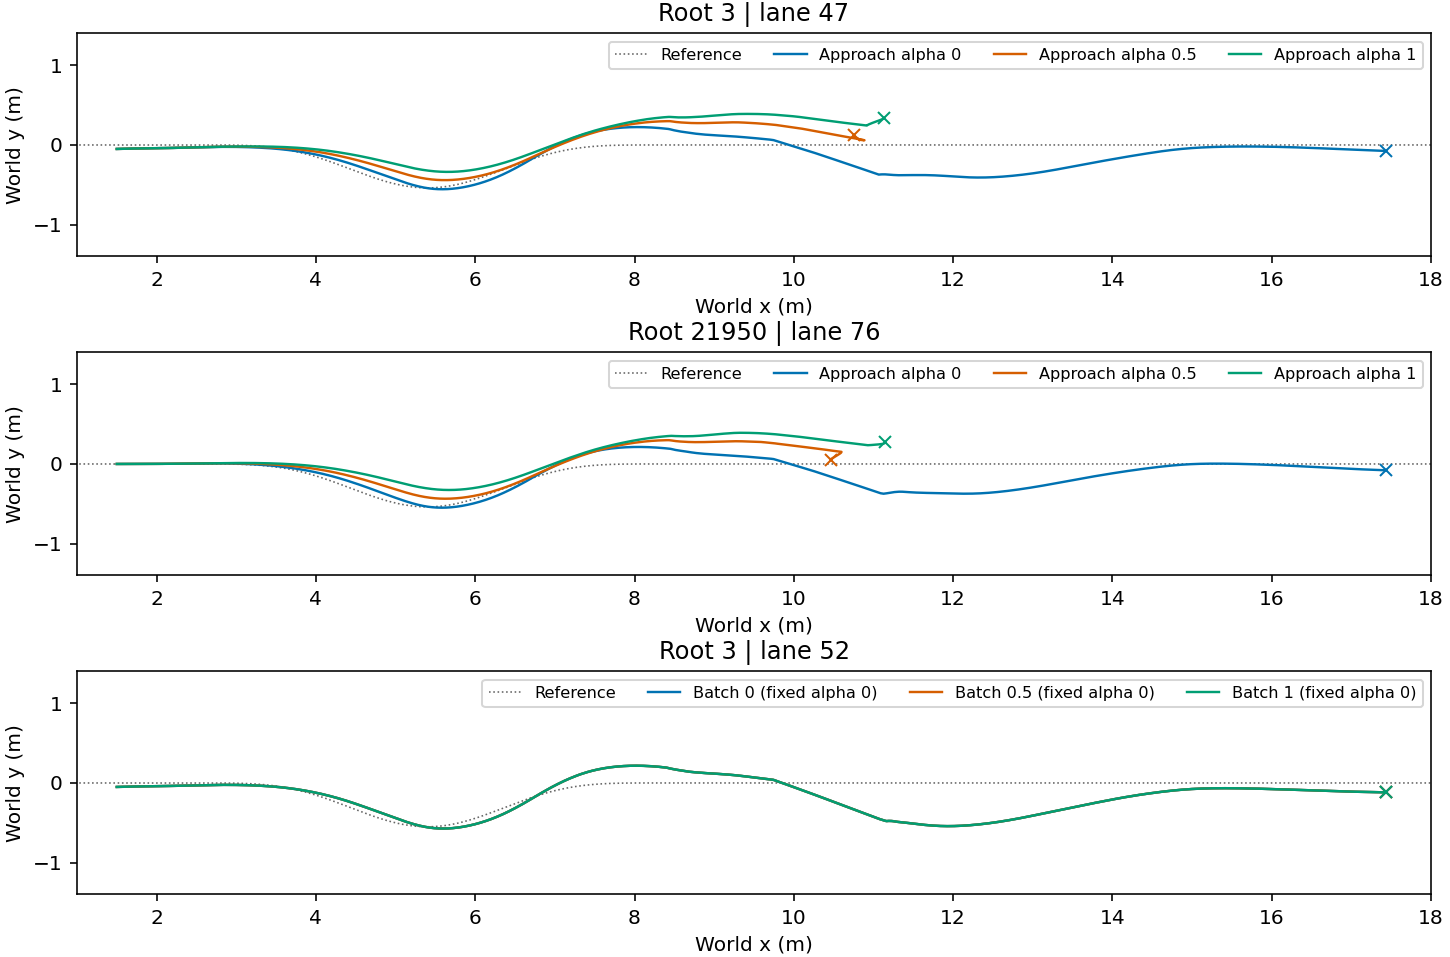 Root 3 | lane 47
Reference Approach alpha 0 Approach alpha 0.5 Approach alpha 1
World y (m)
1
0
−1
2 4 6 8 10 12 14 16 18
World x (m)
Root 21950 | lane 76
Reference Approach alpha 0 Approach alpha 0.5 Approach alpha 1
World y (m)
1
0
−1
2 4 6 8 10 12 14 16 18
World x (m)
Root 3 | lane 52
Reference Batch 0 (fixed alpha 0) Batch 0.5 (fixed alpha 0) Batch 1 (fixed alpha 0)
World y (m)
1
0
−1
2 4 6 8 10 12 14 16 18
World x (m)